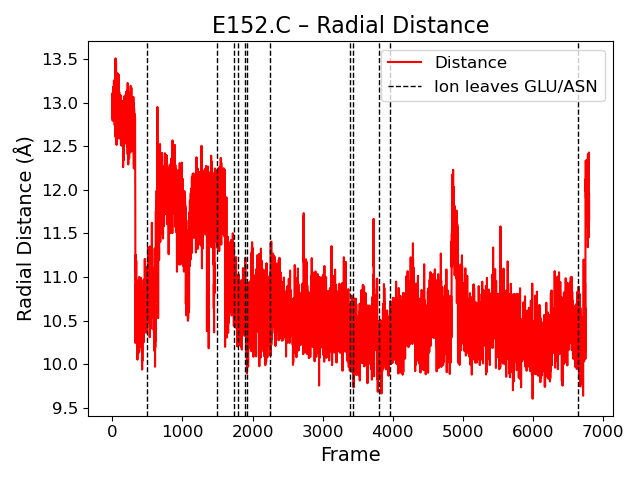 E152.C – Radial Distance
Distance
Ion leaves GLU/ASN
Radial Distance (Å)
13.5
13.0
12.5
12.0
11.5
11.0
10.5
10.0
9.5
0 1000 2000 3000 4000 5000 6000 7000
Frame